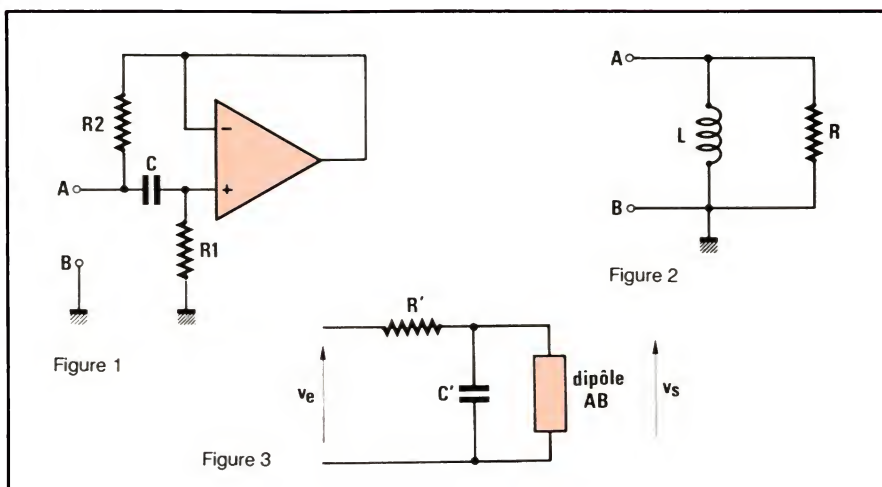 R2
C
A
−
+
R1
B
Figure 1
A
L
R
B
Figure 2
R'
ve
C'
dipôle
AB
vs
Figure 3